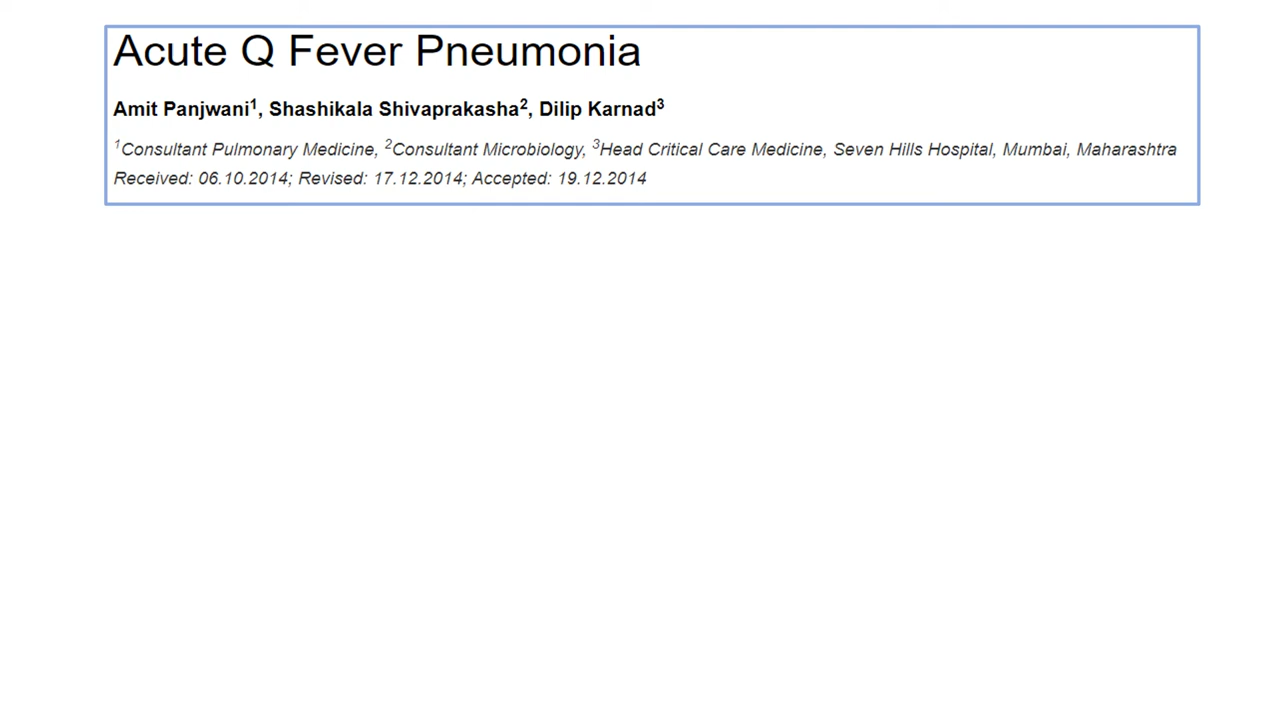 Acute Q Fever Pneumonia
Amit Panjwani¹, Shashikala Shivaprakasha², Dilip Karnad³
¹Consultant Pulmonary Medicine, ²Consultant Microbiology, ³Head Critical Care Medicine, Seven Hills Hospital, Mumbai, Maharashtra
Received: 06.10.2014; Revised: 17.12.2014; Accepted: 19.12.2014